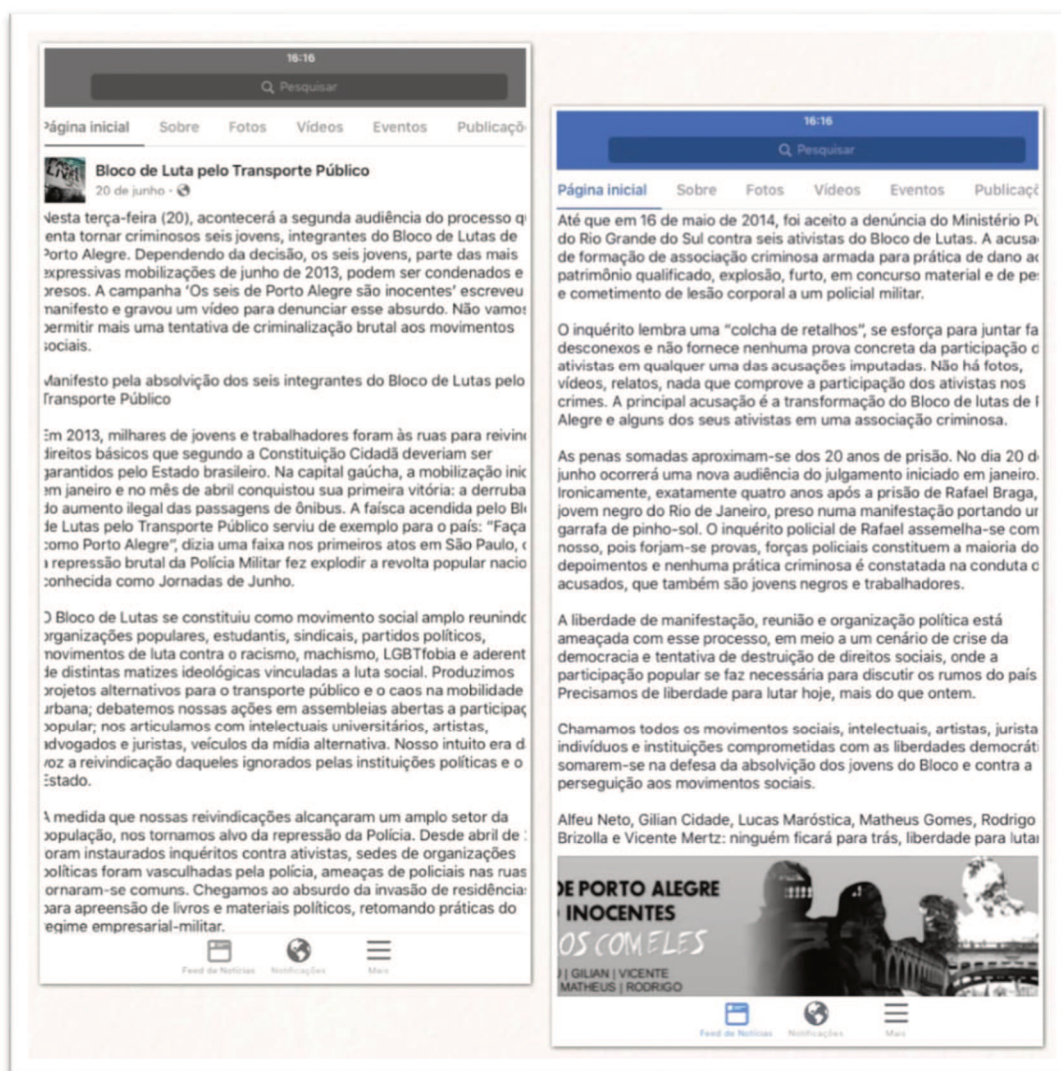 16:16
Pesquisar
Página inicial Sobre Fotos Vídeos Eventos Publicaçõ
Bloco de Luta pelo Transporte Público
20 de junho
Nesta terça-feira (20), acontecerá a segunda audiência do processo q
tenta tornar criminosos seis jovens, integrantes do Bloco de Lutas de
Porto Alegre. Dependendo da decisão, os seis jovens, parte das mais
expressivas mobilizações de junho de 2013, podem ser condenados e
presos. A campanha 'Os seis de Porto Alegre são inocentes' escreveu
manifesto e gravou um vídeo para denunciar esse absurdo. Não vamos
permitir mais uma tentativa de criminalização brutal aos movimentos
sociais.
Manifesto pela absolvição dos seis integrantes do Bloco de Lutas pelo
Transporte Público
Em 2013, milhares de jovens e trabalhadores foram às ruas para reivin
direitos básicos que segundo a Constituição Cidadã deveriam ser
garantidos pelo Estado brasileiro. Na capital gaúcha, a mobilização inic
em janeiro e no mês de abril conquistou sua primeira vitória: a derruba
do aumento ilegal das passagens de ônibus. A faísca acendida pelo Bl
de Lutas pelo Transporte Público serviu de exemplo para o país: "Faça
como Porto Alegre", dizia uma faixa nos primeiros atos em São Paulo,
a repressão brutal da Polícia Militar fez explodir a revolta popular nacio
conhecida como Jornadas de Junho.
O Bloco de Lutas se constituiu como movimento social amplo reunindo
organizações populares, estudantis, sindicais, partidos políticos,
movimentos de luta contra o racismo, machismo, LGBTfobia e aderent
de distintas matizes ideológicas vinculadas a luta social. Produzimos
projetos alternativos para o transporte público e o caos na mobilidade
urbana; debatemos nossas ações em assembleias abertas a participaç
popular; nos articulamos com intelectuais universitários, artistas,
advogados e juristas, veículos da mídia alternativa. Nosso intuito era d
voz a reivindicação daqueles ignorados pelas instituições políticas e o
Estado.
A medida que nossas reivindicações alcançaram um amplo setor da
população, nos tornamos alvo da repressão da Polícia. Desde abril de
foram instaurados inquéritos contra ativistas, sedes de organizações
políticas foram vasculhadas pela polícia, ameaças de policiais nas ruas
tornaram-se comuns. Chegamos ao absurdo da invasão de residência
para apreensão de livros e materiais políticos, retomando práticas do
regime empresarial-militar.
Feed de Notícias Notificações Mais
16:16
Pesquisar
Página inicial Sobre Fotos Vídeos Eventos Publicaçõ
Até que em 16 de maio de 2014, foi aceito a denúncia do Ministério Pú
do Rio Grande do Sul contra seis ativistas do Bloco de Lutas. A acusa
de formação de associação criminosa armada para prática de dano ao
patrimônio qualificado, explosão, furto, em concurso material e de pe
e cometimento de lesão corporal a um policial militar.
O inquérito lembra uma "colcha de retalhos", se esforça para juntar fa
desconexos e não fornece nenhuma prova concreta da participação d
ativistas em qualquer uma das acusações imputadas. Não há fotos,
vídeos, relatos, nada que comprove a participação dos ativistas nos
crimes. A principal acusação é a transformação do Bloco de lutas de P
Alegre e alguns dos seus ativistas em uma associação criminosa.
As penas somadas aproximam-se dos 20 anos de prisão. No dia 20 d
junho ocorrerá uma nova audiência do julgamento iniciado em janeiro.
Ironicamente, exatamente quatro anos após a prisão de Rafael Braga,
jovem negro do Rio de Janeiro, preso numa manifestação portando un
garrafa de pinho-sol. O inquérito policial de Rafael assemelha-se com
nosso, pois forjam-se provas, forças policiais constituem a maioria do
depoimentos e nenhuma prática criminosa é constatada na conduta d
acusados, que também são jovens negros e trabalhadores.
A liberdade de manifestação, reunião e organização política está
ameaçada com esse processo, em meio a um cenário de crise da
democracia e tentativa de destruição de direitos sociais, onde a
participação popular se faz necessária para discutir os rumos do país
Precisamos de liberdade para lutar hoje, mais do que ontem.
Chamamos todos os movimentos sociais, intelectuais, artistas, jurista
indivíduos e instituições comprometidas com as liberdades democráti
somarem-se na defesa da absolvição dos jovens do Bloco e contra a
perseguição aos movimentos sociais.
Alfeu Neto, Gilian Cidade, Lucas Maróstica, Matheus Gomes, Rodrigo
Brizolla e Vicente Mertz: ninguém ficará para trás, liberdade para lutar
DE PORTO ALEGRE
INOCENTES
OS COM ELES
| GILIAN | VICENTE
MATHEUS | RODRIGO
Feed de Notícias Notificações Mais